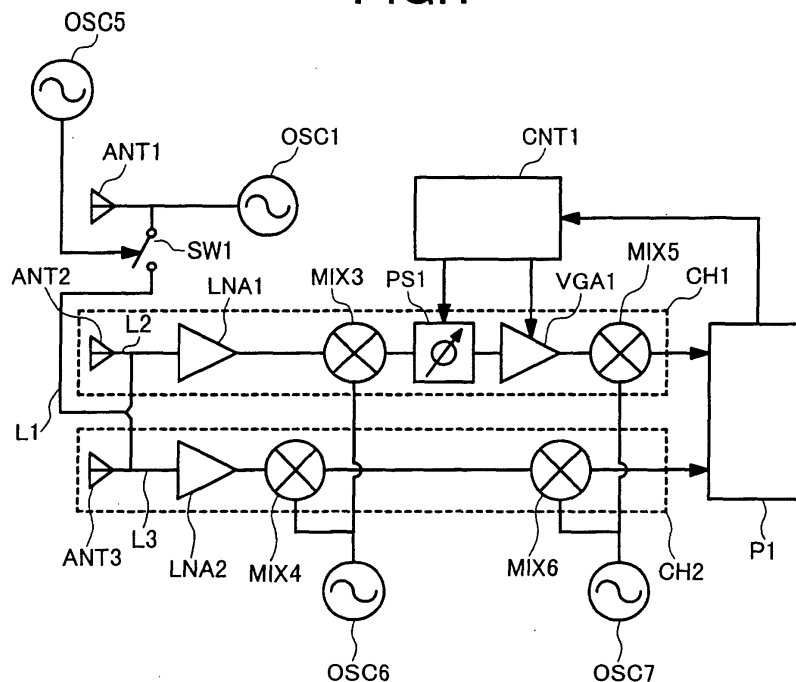 OSC5
ANT1
OSC1
CNT1
SW1
ANT2
L2
LNA1
MIX3
PS1
VGA1
MIX5
CH1
L1
ANT3
L3
LNA2
MIX4
MIX6
CH2
P1
OSC6
OSC7